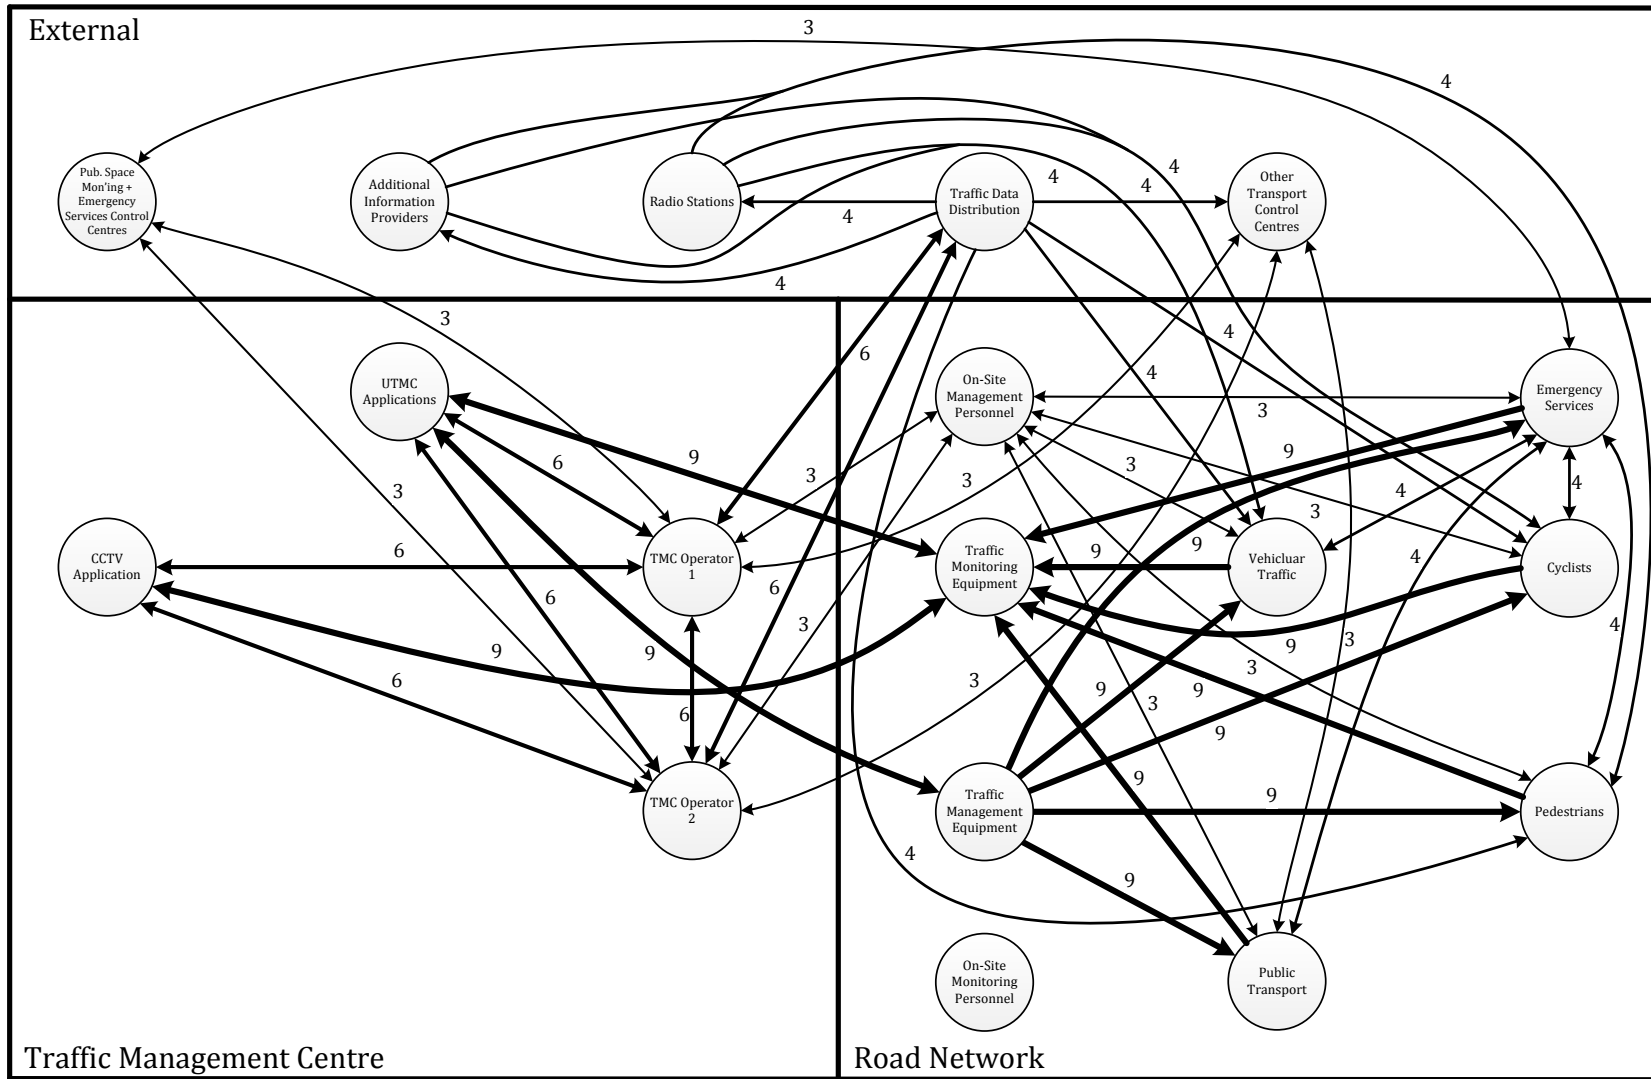 External
3
4
Pub. Space
Mon'ing +
Emergency
Services Control
Centres
Additional
Information
Providers
Radio Stations
Traffic Data
Distribution
Other
Transport
Control
Centres
4
4
4
4
4
3
6
4
4
UTMC
Applications
On-Site
Management
Personnel
Emergency
Services
3
9
6
3
3
3
9
4
4
3
3
CCTV
Application
6
TMC Operator
1
Traffic
Monitoring
Equipment
9
9
Vehicluar
Traffic
4
Cyclists
6
6
3
9
9
9
3
3
4
6
3
9
9
3
6
9
TMC Operator
2
Traffic
Management
Equipment
9
9
Pedestrians
4
9
On-Site
Monitoring
Personnel
Public
Transport
Traffic Management Centre
Road Network